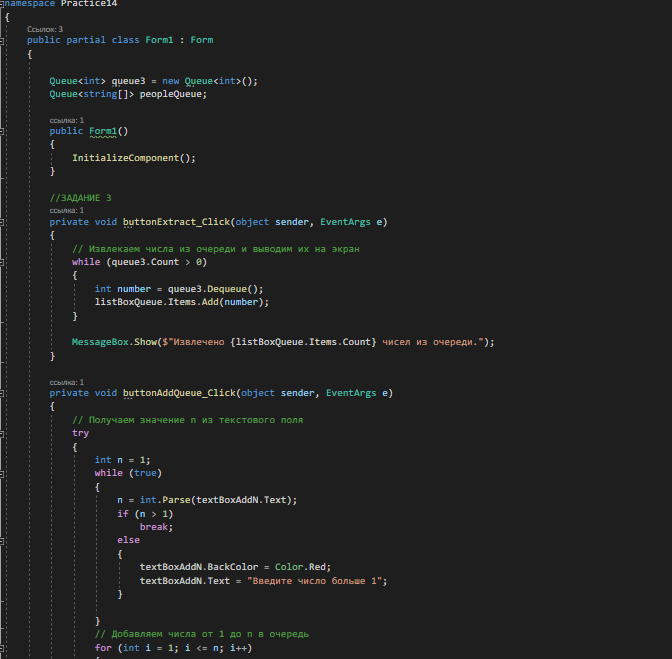 namespace Practice14
{
Ссылок: 3
public partial class Form1 : Form
{
Queue<int> queue3 = new Queue<int>();
Queue<string[]> peopleQueue;
ссылка: 1
public Form1()
{
InitializeComponent();
}
//ЗАДАНИЕ 3
ссылка: 1
private void buttonExtract_Click(object sender, EventArgs e)
{
// Извлекаем числа из очереди и выводим их на экран
while (queue3.Count > 0)
{
int number = queue3.Dequeue();
listBoxQueue.Items.Add(number);
}
MessageBox.Show($"Извлечено {listBoxQueue.Items.Count} чисел из очереди.");
}
ссылка: 1
private void buttonAddQueue_Click(object sender, EventArgs e)
{
// Получаем значение n из текстового поля
try
{
int n = 1;
while (true)
{
n = int.Parse(textBoxAddN.Text);
if (n > 1)
break;
else
{
textBoxAddN.BackColor = Color.Red;
textBoxAddN.Text = "Введите число больше 1";
}
}
// Добавляем числа от 1 до n в очередь
for (int i = 1; i <= n; i++)
{